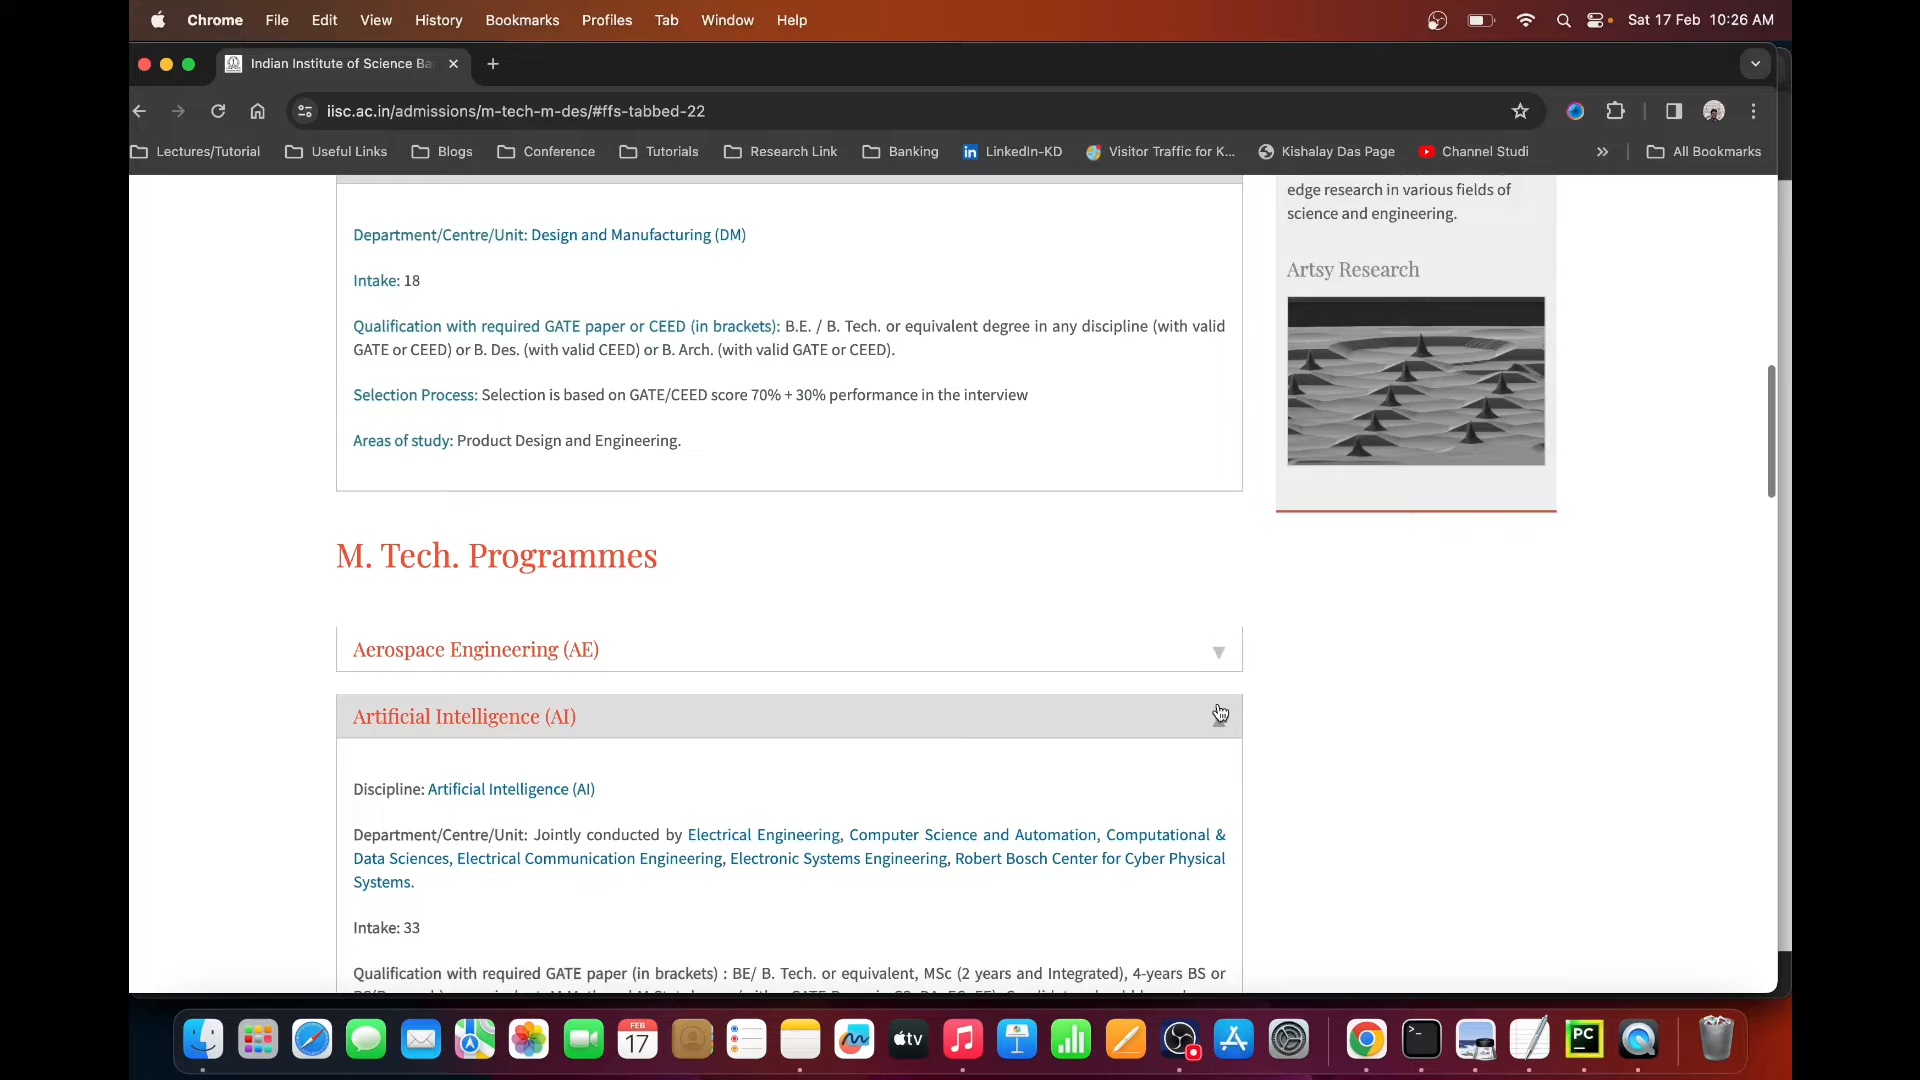 Chrome File Edit View History Bookmarks Profiles Tab Window Help Sat 17 Feb 10:26 AM
Indian Institute of Science Ba
iisc.ac.in/admissions/m-tech-m-des/#ffs-tabbed-22
Lectures/Tutorial Useful Links Blogs Conference Tutorials Research Link Banking LinkedIn-KD Visitor Traffic for K... Kishalay Das Page Channel Studi All Bookmarks
edge research in various fields of
science and engineering.
Department/Centre/Unit: Design and Manufacturing (DM)
Intake: 18
Artsy Research
Qualification with required GATE paper or CEED (in brackets): B.E. / B. Tech. or equivalent degree in any discipline (with valid
GATE or CEED) or B. Des. (with valid CEED) or B. Arch. (with valid GATE or CEED).
Selection Process: Selection is based on GATE/CEED score 70% + 30% performance in the interview
Areas of study: Product Design and Engineering.
M. Tech. Programmes
Aerospace Engineering (AE)
Artificial Intelligence (AI)
Discipline: Artificial Intelligence (AI)
Department/Centre/Unit: Jointly conducted by Electrical Engineering, Computer Science and Automation, Computational &
Data Sciences, Electrical Communication Engineering, Electronic Systems Engineering, Robert Bosch Center for Cyber Physical
Systems.
Intake: 33
Qualification with required GATE paper (in brackets) : BE/ B. Tech. or equivalent, MSc (2 years and Integrated), 4-years BS or
FEB
17
tv
PC